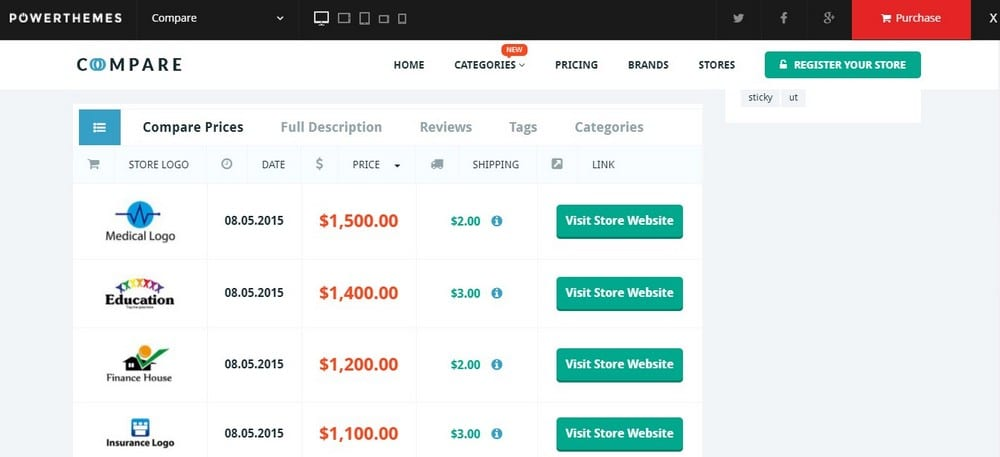 POWERTHEMES Compare Purchase X
COMPARE HOME CATEGORIES NEW PRICING BRANDS STORES REGISTER YOUR STORE
sticky ut
Compare Prices Full Description Reviews Tags Categories
STORE LOGO DATE $ PRICE SHIPPING LINK
Medical Logo 08.05.2015 $1,500.00 $2.00 Visit Store Website
Education 08.05.2015 $1,400.00 $3.00 Visit Store Website
Finance House 08.05.2015 $1,200.00 $2.00 Visit Store Website
Insurance Logo 08.05.2015 $1,100.00 $3.00 Visit Store Website